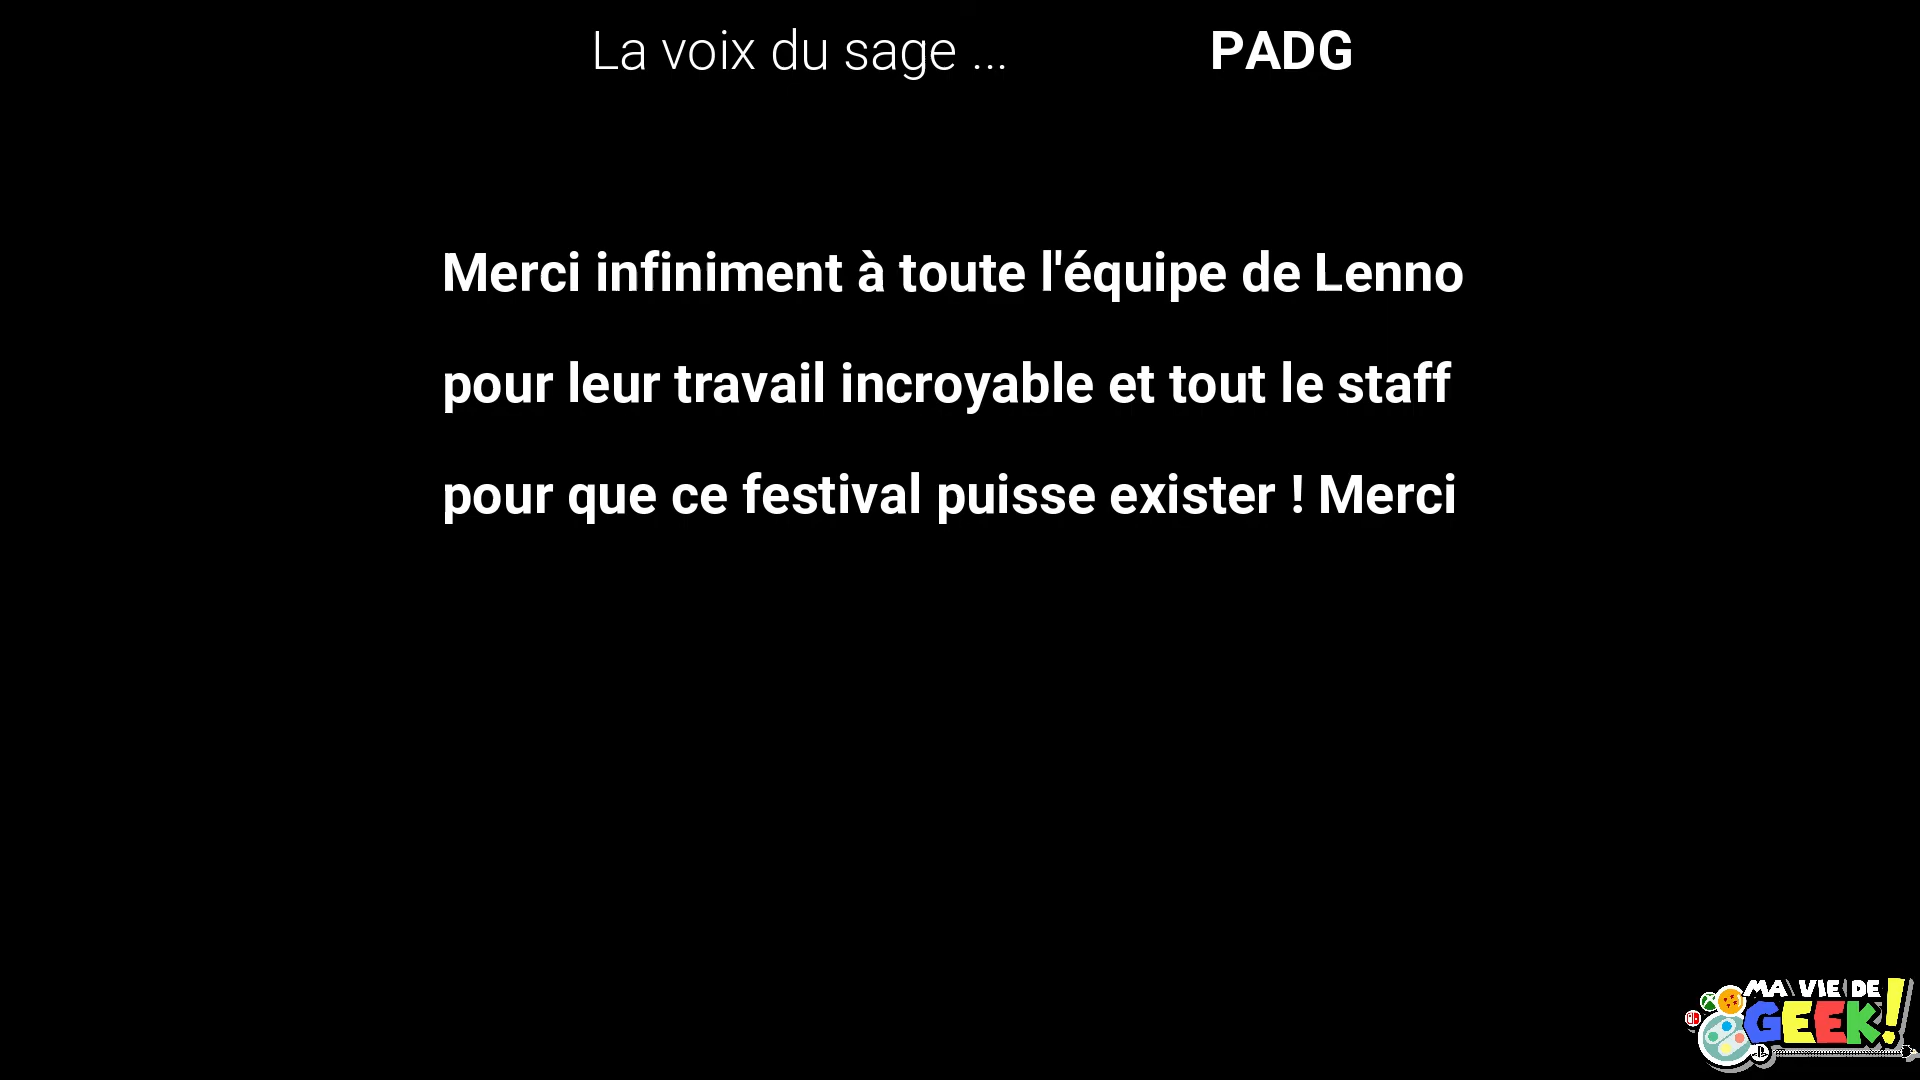 La voix du sage ... PADG
Merci infiniment à toute l'équipe de Lenno
pour leur travail incroyable et tout le staff
pour que ce festival puisse exister ! Merci
MA VIE DE
GEEK!